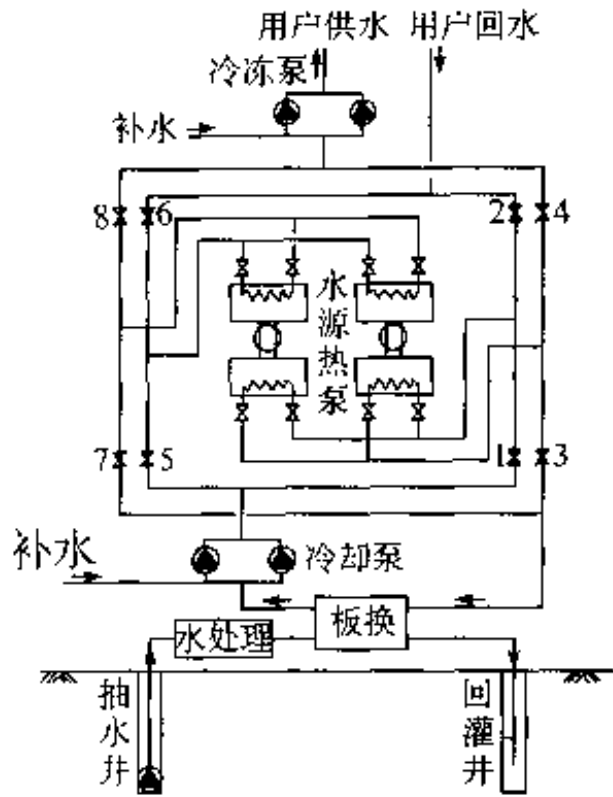 用户供水 用户回水
冷冻泵
补水
8 6 2 4
水源热泵
7 5 1 3
补水 冷却泵
板换
水处理
抽水井 回灌井